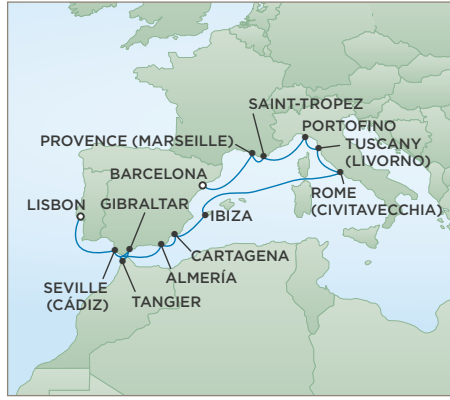 SAINT-TROPEZ
PORTOFINO
PROVENCE (MARSEILLE)
TUSCANY
(LIVORNO)
BARCELONA
ROME
(CIVITAVECCHIA)
LISBON
GIBRALTAR
IBIZA
CARTAGENA
ALMERÍA
SEVILLE
(CÁDIZ)
TANGIER